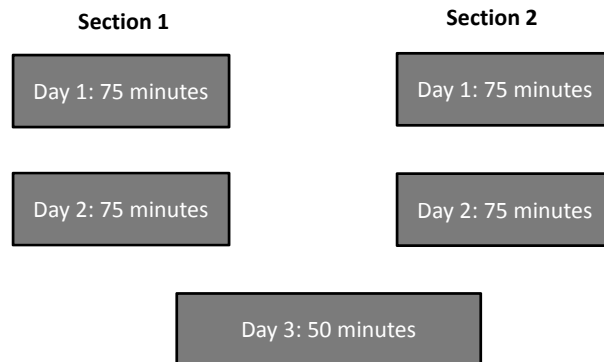 Section 1
Section 2
Day 1: 75 minutes
Day 1: 75 minutes
Day 2: 75 minutes
Day 2: 75 minutes
Day 3: 50 minutes